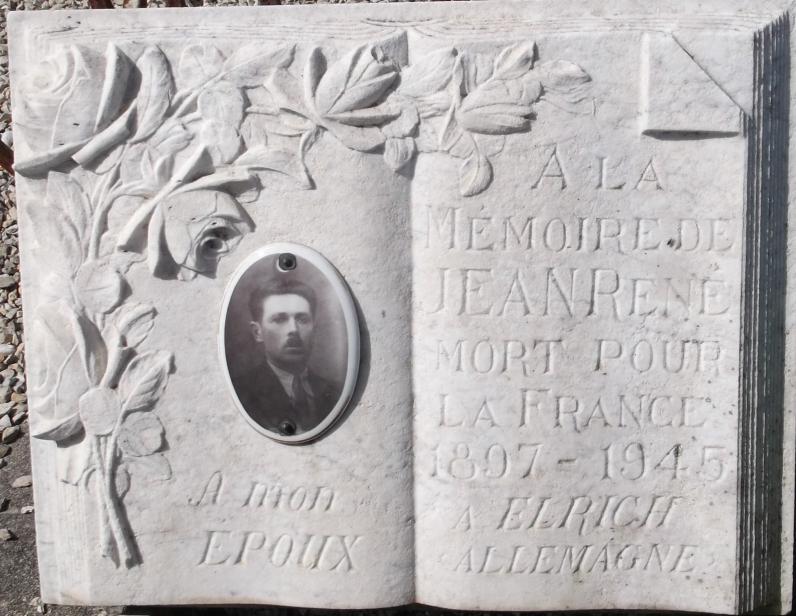 A mon
EPOUX
A LA
MÉMOIRE DE
JEAN RENÉ
MORT POUR
LA FRANCE
1897 - 1945
A ELRICH
ALLEMAGNE